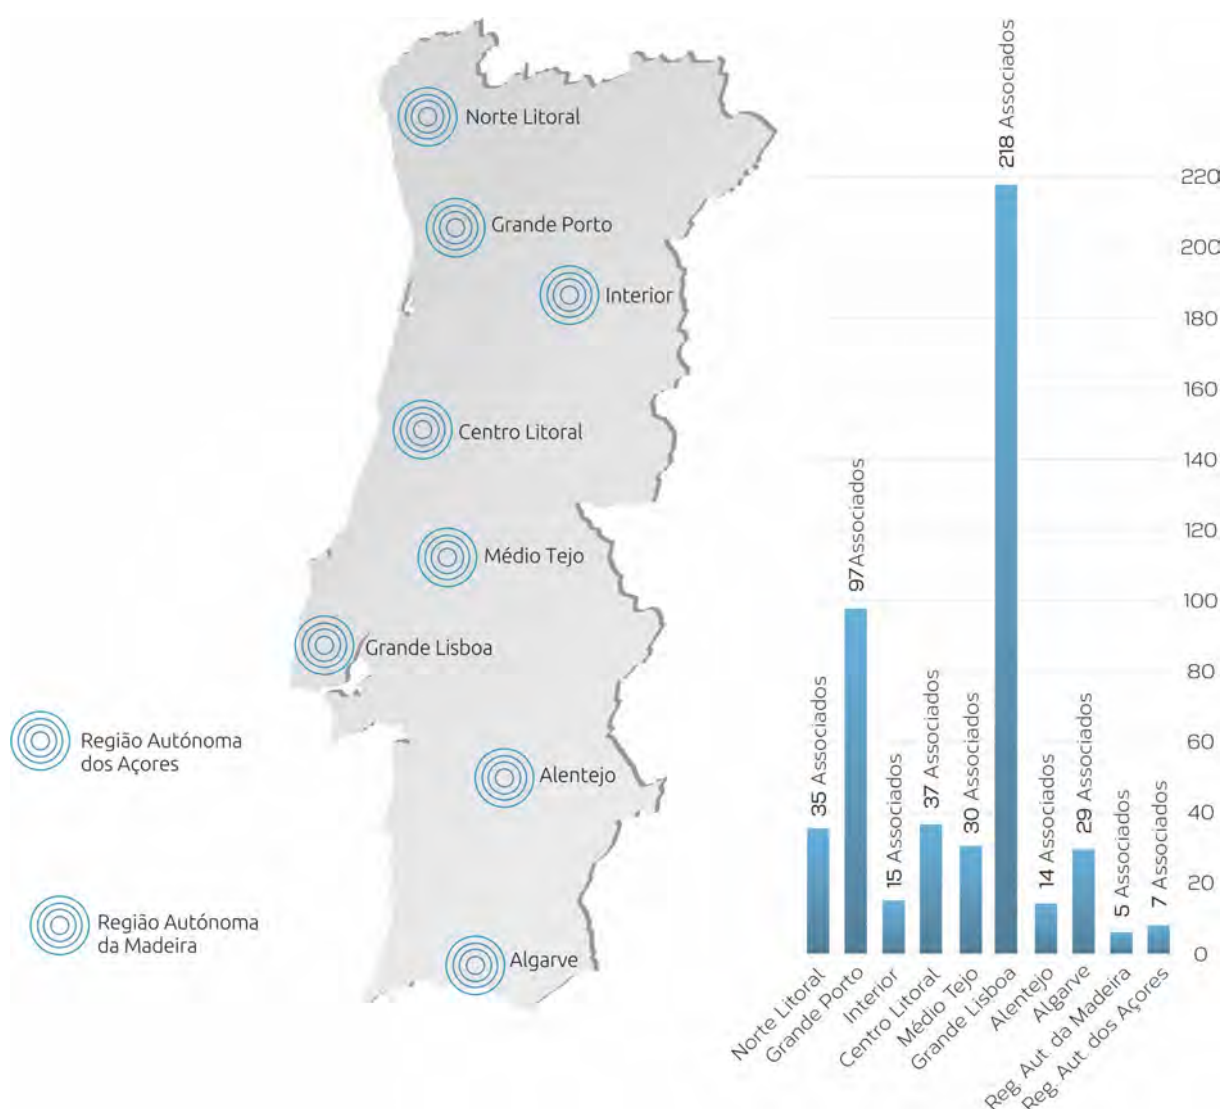 Norte Litoral
Grande Porto
Interior
Centro Litoral
Médio Tejo
Grande Lisboa
Região Autónoma
dos Açores
Alentejo
Região Autónoma
da Madeira
Algarve
35 Associados
97Associados
15 Associados
37 Associados
30 Associados
218 Associados
14 Associados
29 Associados
5 Associados
7 Associados
220
200
180
160
140
120
100
80
60
40
20
0
Norte Litoral
Grande Porto
Interior
Centro Litoral
Médio Tejo
Grande Lisboa
Alentejo
Algarve
Reg. Aut. da Madeira
Reg. Aut. dos Açores